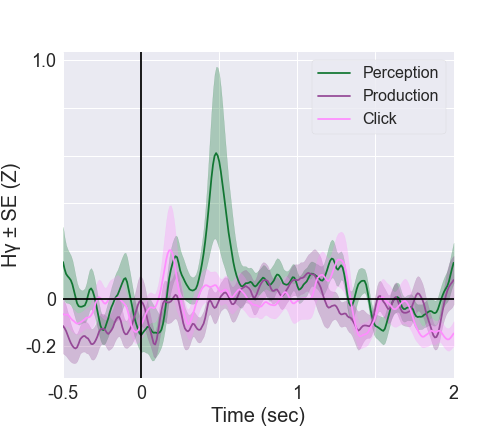 1.0
Perception
Production
Click
Hγ ± SE (Z)
0
-0.2
-0.5
0
1
2
Time (sec)